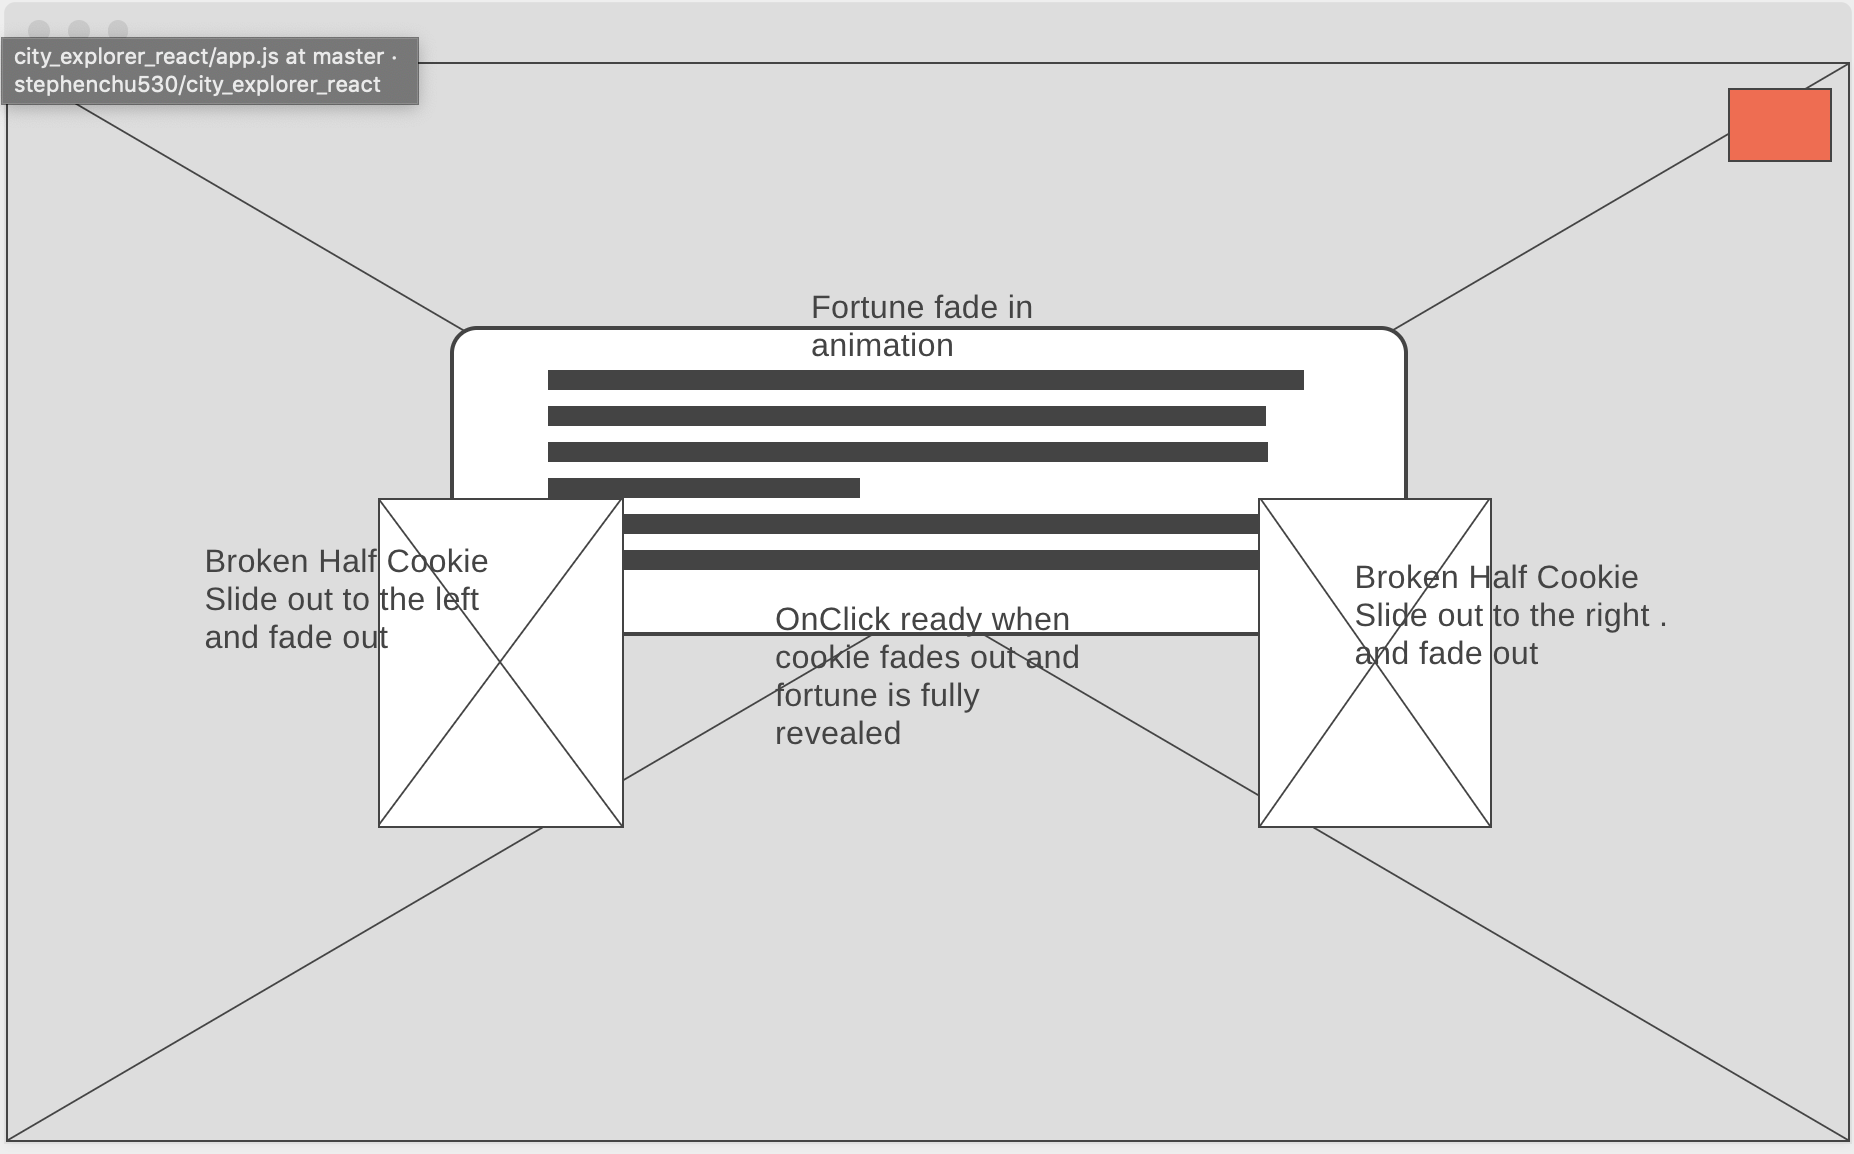 city_explorer_react/app.js at master ·
stephenchu530/city_explorer_react
Fortune fade in
animation
Broken Half Cookie
Slide out to the left
and fade out
Broken Half Cookie
Slide out to the right .
and fade out
OnClick ready when
cookie fades out and
fortune is fully
revealed